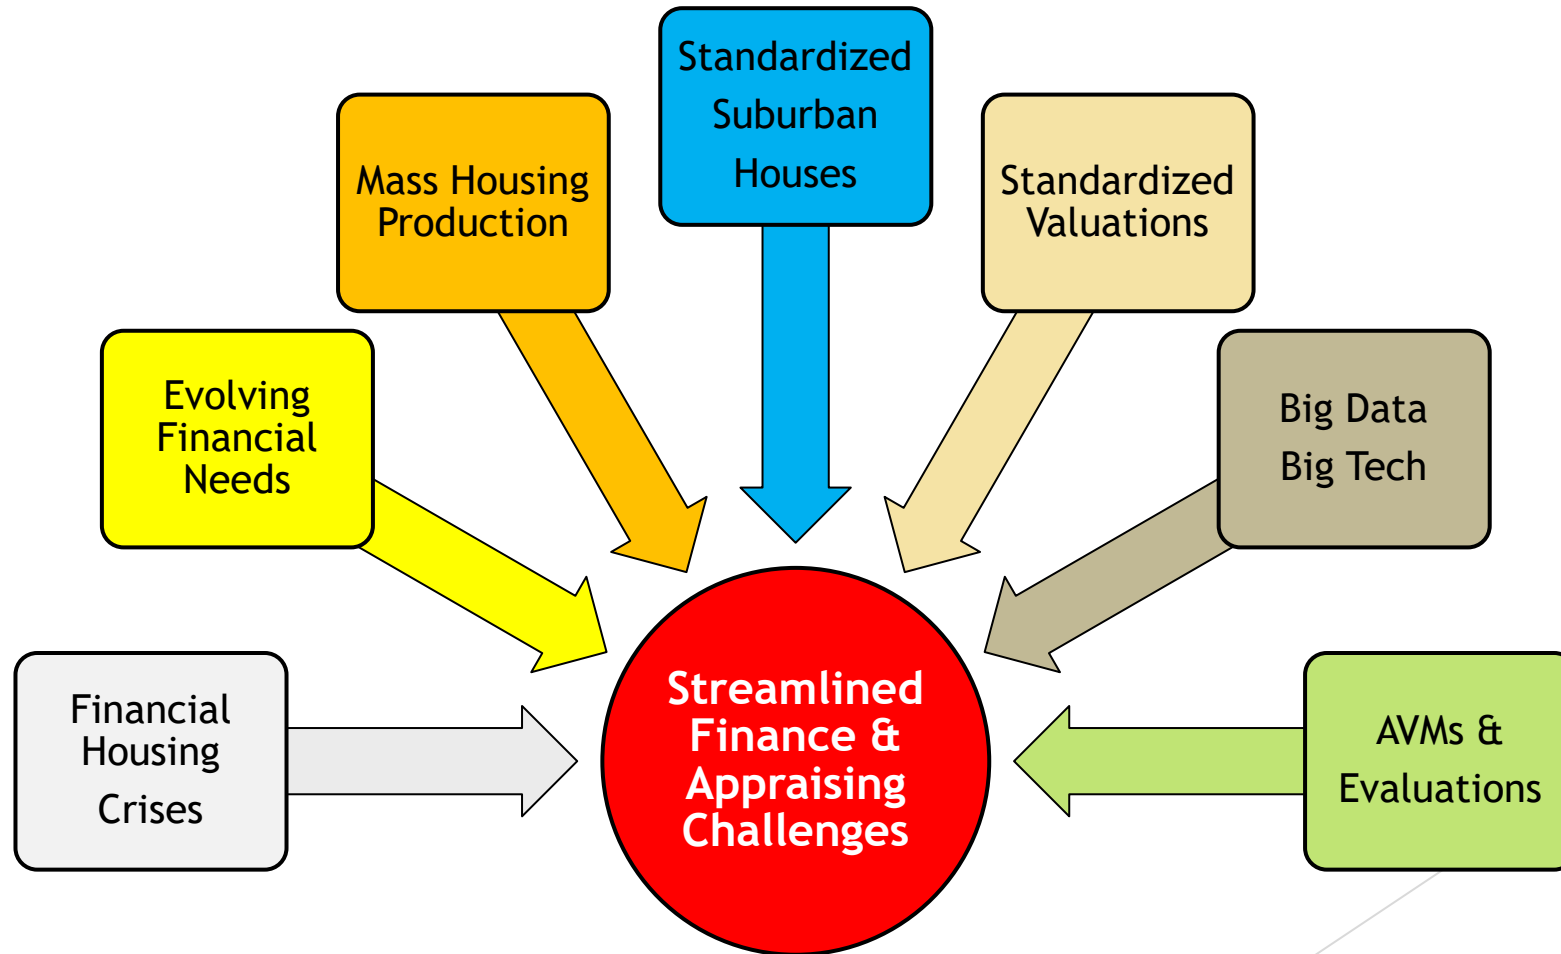 Standardized
Suburban
Houses
Mass Housing
Production
Standardized
Valuations
Evolving
Financial
Needs
Big Data
Big Tech
Financial
Housing
Crises
Streamlined
Finance &
Appraising
Challenges
AVMs &
Evaluations